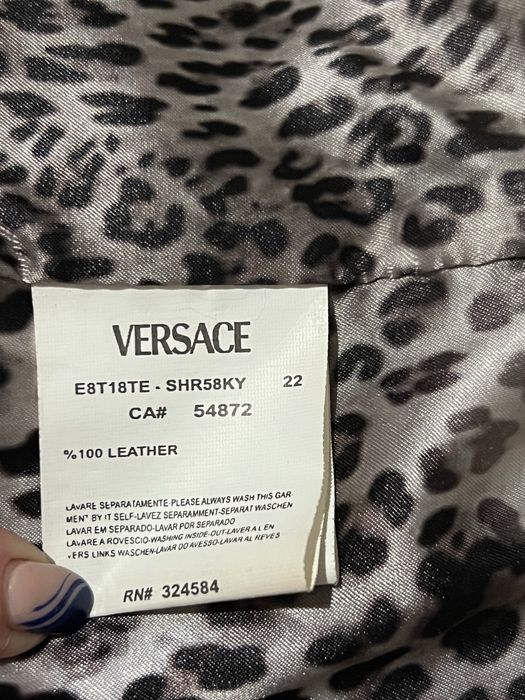 VERSACE
E8T18TE - SHR58KY 22
CA# 54872
%100 LEATHER
LAVARE SEPARATAMENTE-PLEASE ALWAYS WASH THIS GAR
MEN" BY IT SELF-LAVEZ SEPARAMMENT-SEPARAT WASCHEN
LAVAR EM SEPARADO-LAVAR POR SEPARADO
LAVARE A ROVESCIO-WASHING INSIDE-OUT-LAVER A L EN
VERS LINKS WASCHEN-LAVAR DO AVESSO-LAVAR AL REVES
RN# 324584